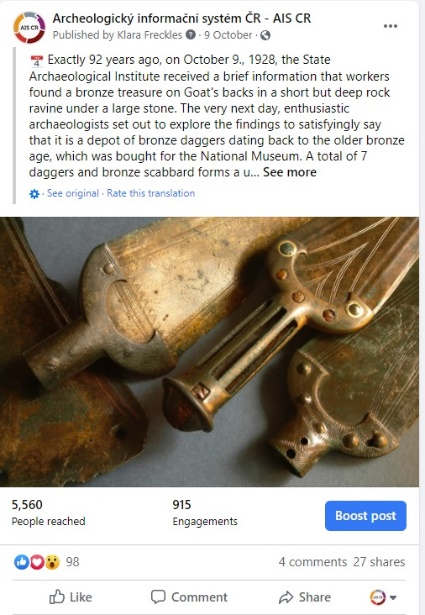 Archeologický informační systém ČR - AIS CR
Published by Klara Freckles · 9 October ·
Exactly 92 years ago, on October 9., 1928, the State
Archaeological Institute received a brief information that workers
found a bronze treasure on Goat's backs in a short but deep rock
ravine under a large stone. The very next day, enthusiastic
archaeologists set out to explore the findings to satisfyingly say
that it is a depot of bronze daggers dating back to the older bronze
age, which was bought for the National Museum. A total of 7
daggers and bronze scabbard forms a u... See more
· See original · Rate this translation
5,560 915
People reached Engagements
Boost post
98 4 comments 27 shares
Like Comment Share